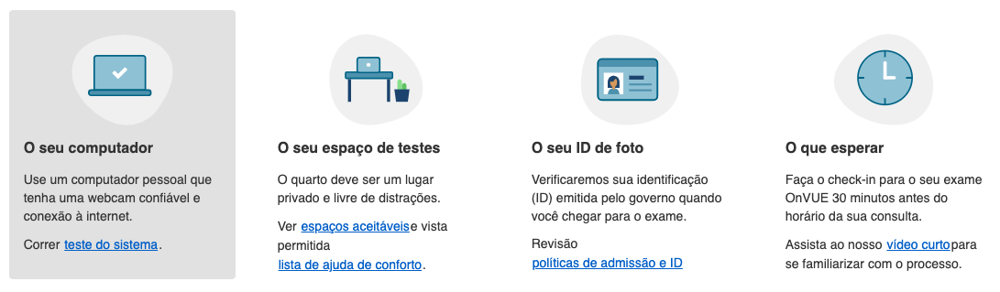 O seu computador
Use um computador pessoal que
tenha uma webcam confiável e
conexão à internet.
Correr teste do sistema.
O seu espaço de testes
O quarto deve ser um lugar
privado e livre de distrações.
Ver espaços aceitáveis e vista
permitida
lista de ajuda de conforto.
O seu ID de foto
Verificaremos sua identificação
(ID) emitida pelo governo quando
você chegar para o exame.
Revisão
políticas de admissão e ID
O que esperar
Faça o check-in para o seu exame
OnVUE 30 minutos antes do
horário da sua consulta.
Assista ao nosso vídeo curto para
se familiarizar com o processo.